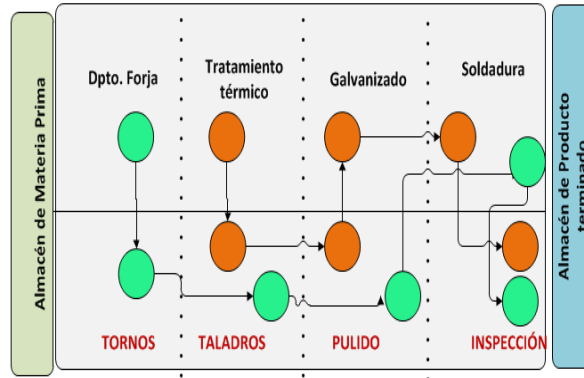 Almacén de Materia Prima
Dpto. Forja
Tratamiento
térmico
Galvanizado
Soldadura
TORNOS
TALADROS
PULIDO
INSPECCIÓN
Almacén de Producto
terminado